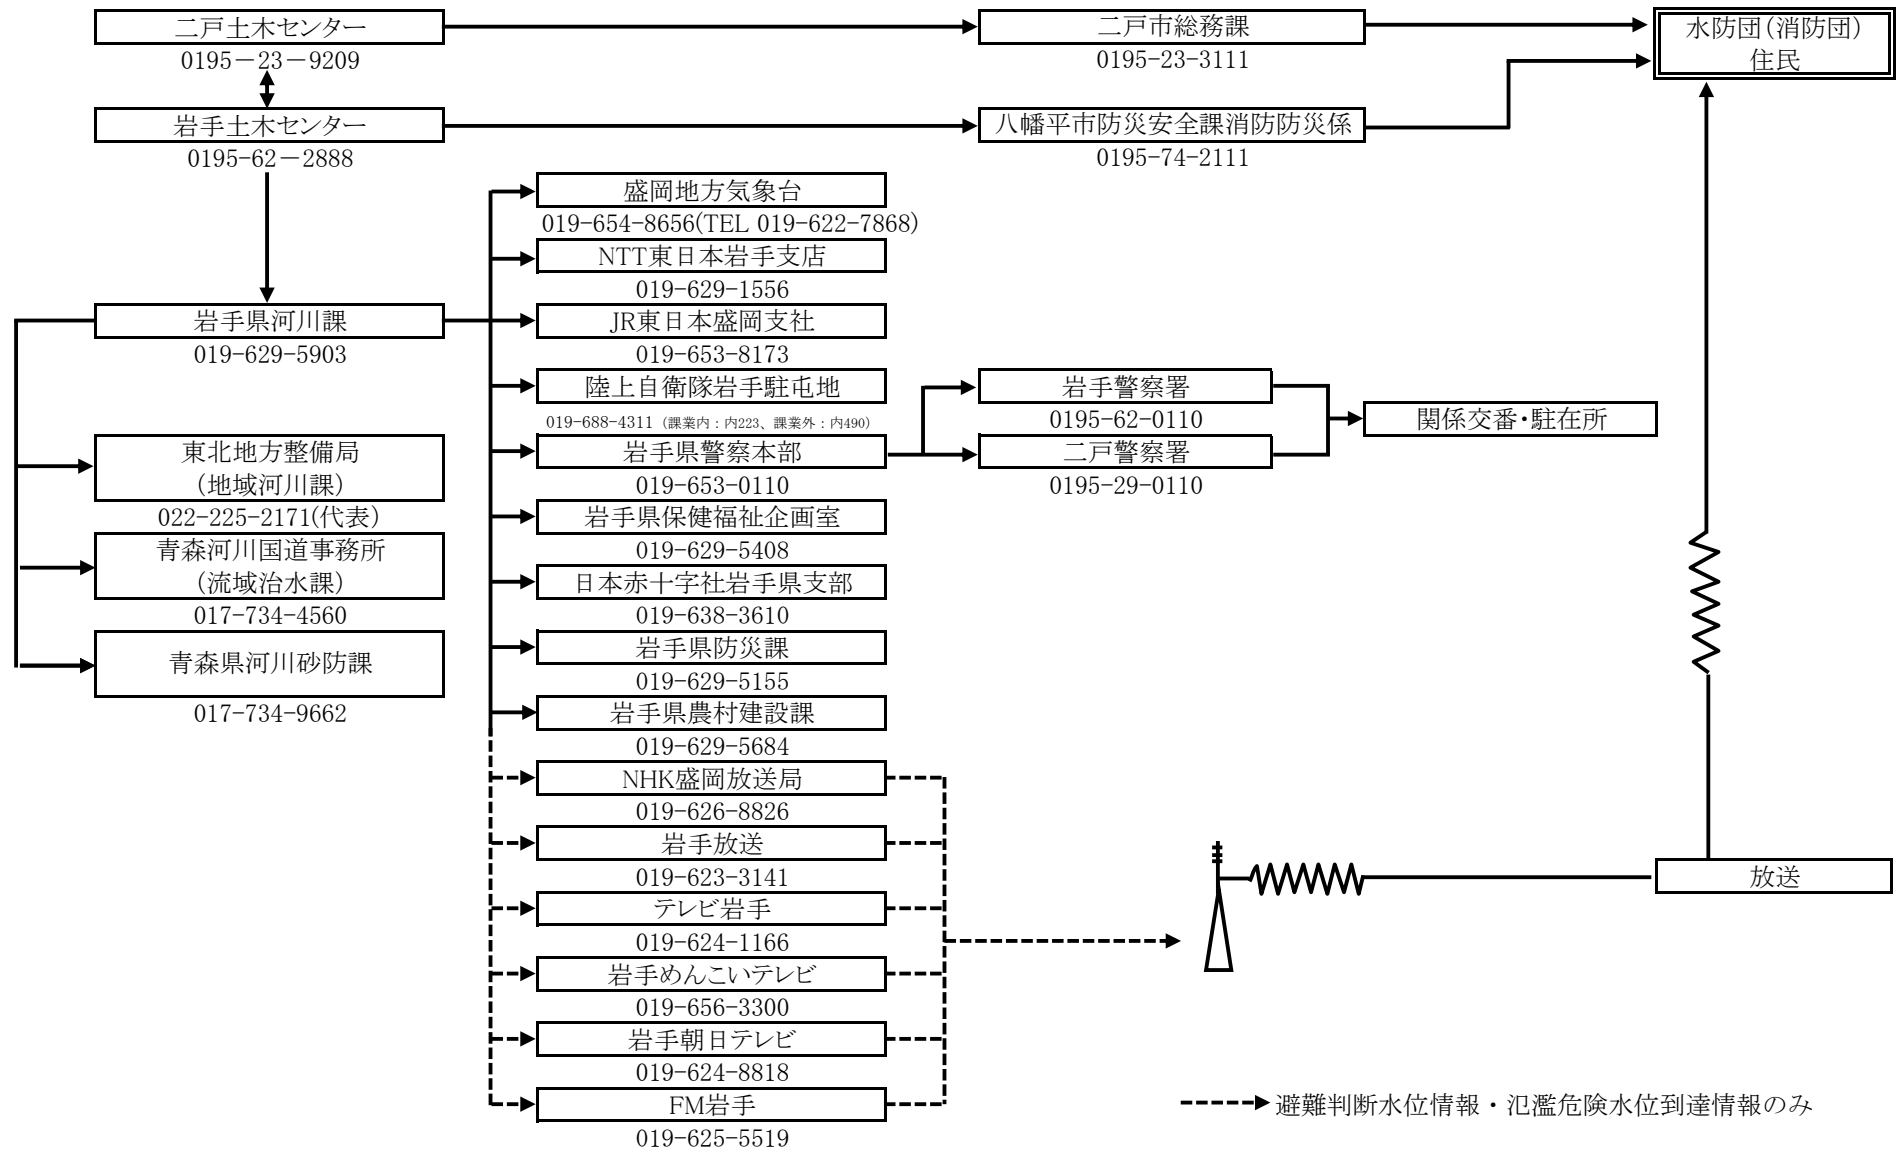 二戸土木センター
0195－23－9209
二戸市総務課
0195-23-3111
水防団（消防団）
住民
岩手土木センター
0195-62－2888
八幡平市防災安全課消防防災係
0195-74-2111
盛岡地方気象台
019-654-8656(TEL 019-622-7868)
NTT東日本岩手支店
019-629-1556
岩手県河川課
019-629-5903
JR東日本盛岡支社
019-653-8173
陸上自衛隊岩手駐屯地
019-688-4311（課業内：内223、課業外：内490）
岩手警察署
0195-62-0110
関係交番・駐在所
岩手県警察本部
019-653-0110
二戸警察署
0195-29-0110
東北地方整備局
（地域河川課）
022-225-2171(代表）
岩手県保健福祉企画室
019-629-5408
青森河川国道事務所
（流域治水課）
017-734-4560
日本赤十字社岩手県支部
019-638-3610
青森県河川砂防課
017-734-9662
岩手県防災課
019-629-5155
岩手県農村建設課
019-629-5684
NHK盛岡放送局
019-626-8826
岩手放送
019-623-3141
放送
テレビ岩手
019-624-1166
岩手めんこいテレビ
019-656-3300
岩手朝日テレビ
019-624-8818
FM岩手
019-625-5519
避難判断水位情報・氾濫危険水位到達情報のみ